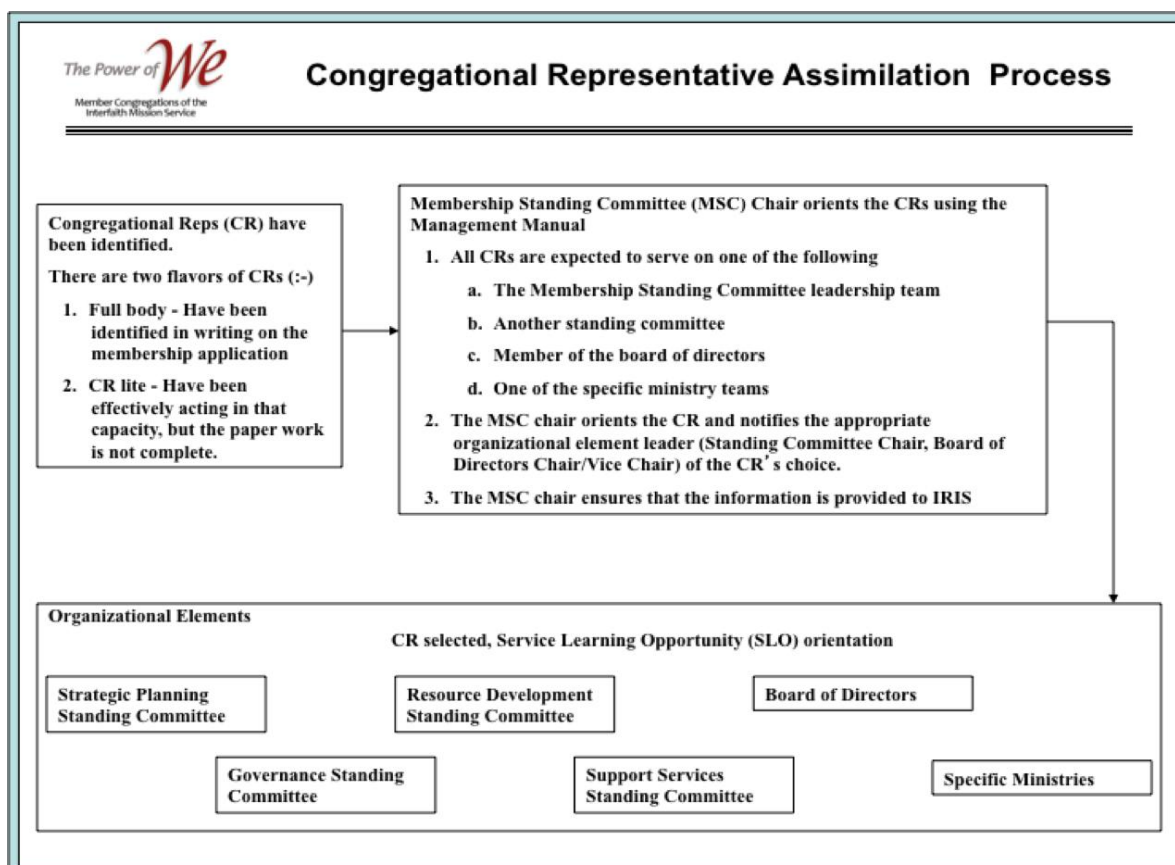 The Power of We
Member Congregations of the
Interfaith Mission Service
Congregational Representative Assimilation Process
Congregational Reps (CR) have
been identified.
There are two flavors of CRs (:-)
1. Full body - Have been
identified in writing on the
membership application
2. CR lite - Have been
effectively acting in that
capacity, but the paper work
is not complete.
Membership Standing Committee (MSC) Chair orients the CRs using the
Management Manual
1. All CRs are expected to serve on one of the following
a. The Membership Standing Committee leadership team
b. Another standing committee
c. Member of the board of directors
d. One of the specific ministry teams
2. The MSC chair orients the CR and notifies the appropriate
organizational element leader (Standing Committee Chair, Board of
Directors Chair/Vice Chair) of the CR's choice.
3. The MSC chair ensures that the information is provided to IRIS
Organizational Elements
CR selected, Service Learning Opportunity (SLO) orientation
Strategic Planning
Standing Committee
Resource Development
Standing Committee
Board of Directors
Governance Standing
Committee
Support Services
Standing Committee
Specific Ministries